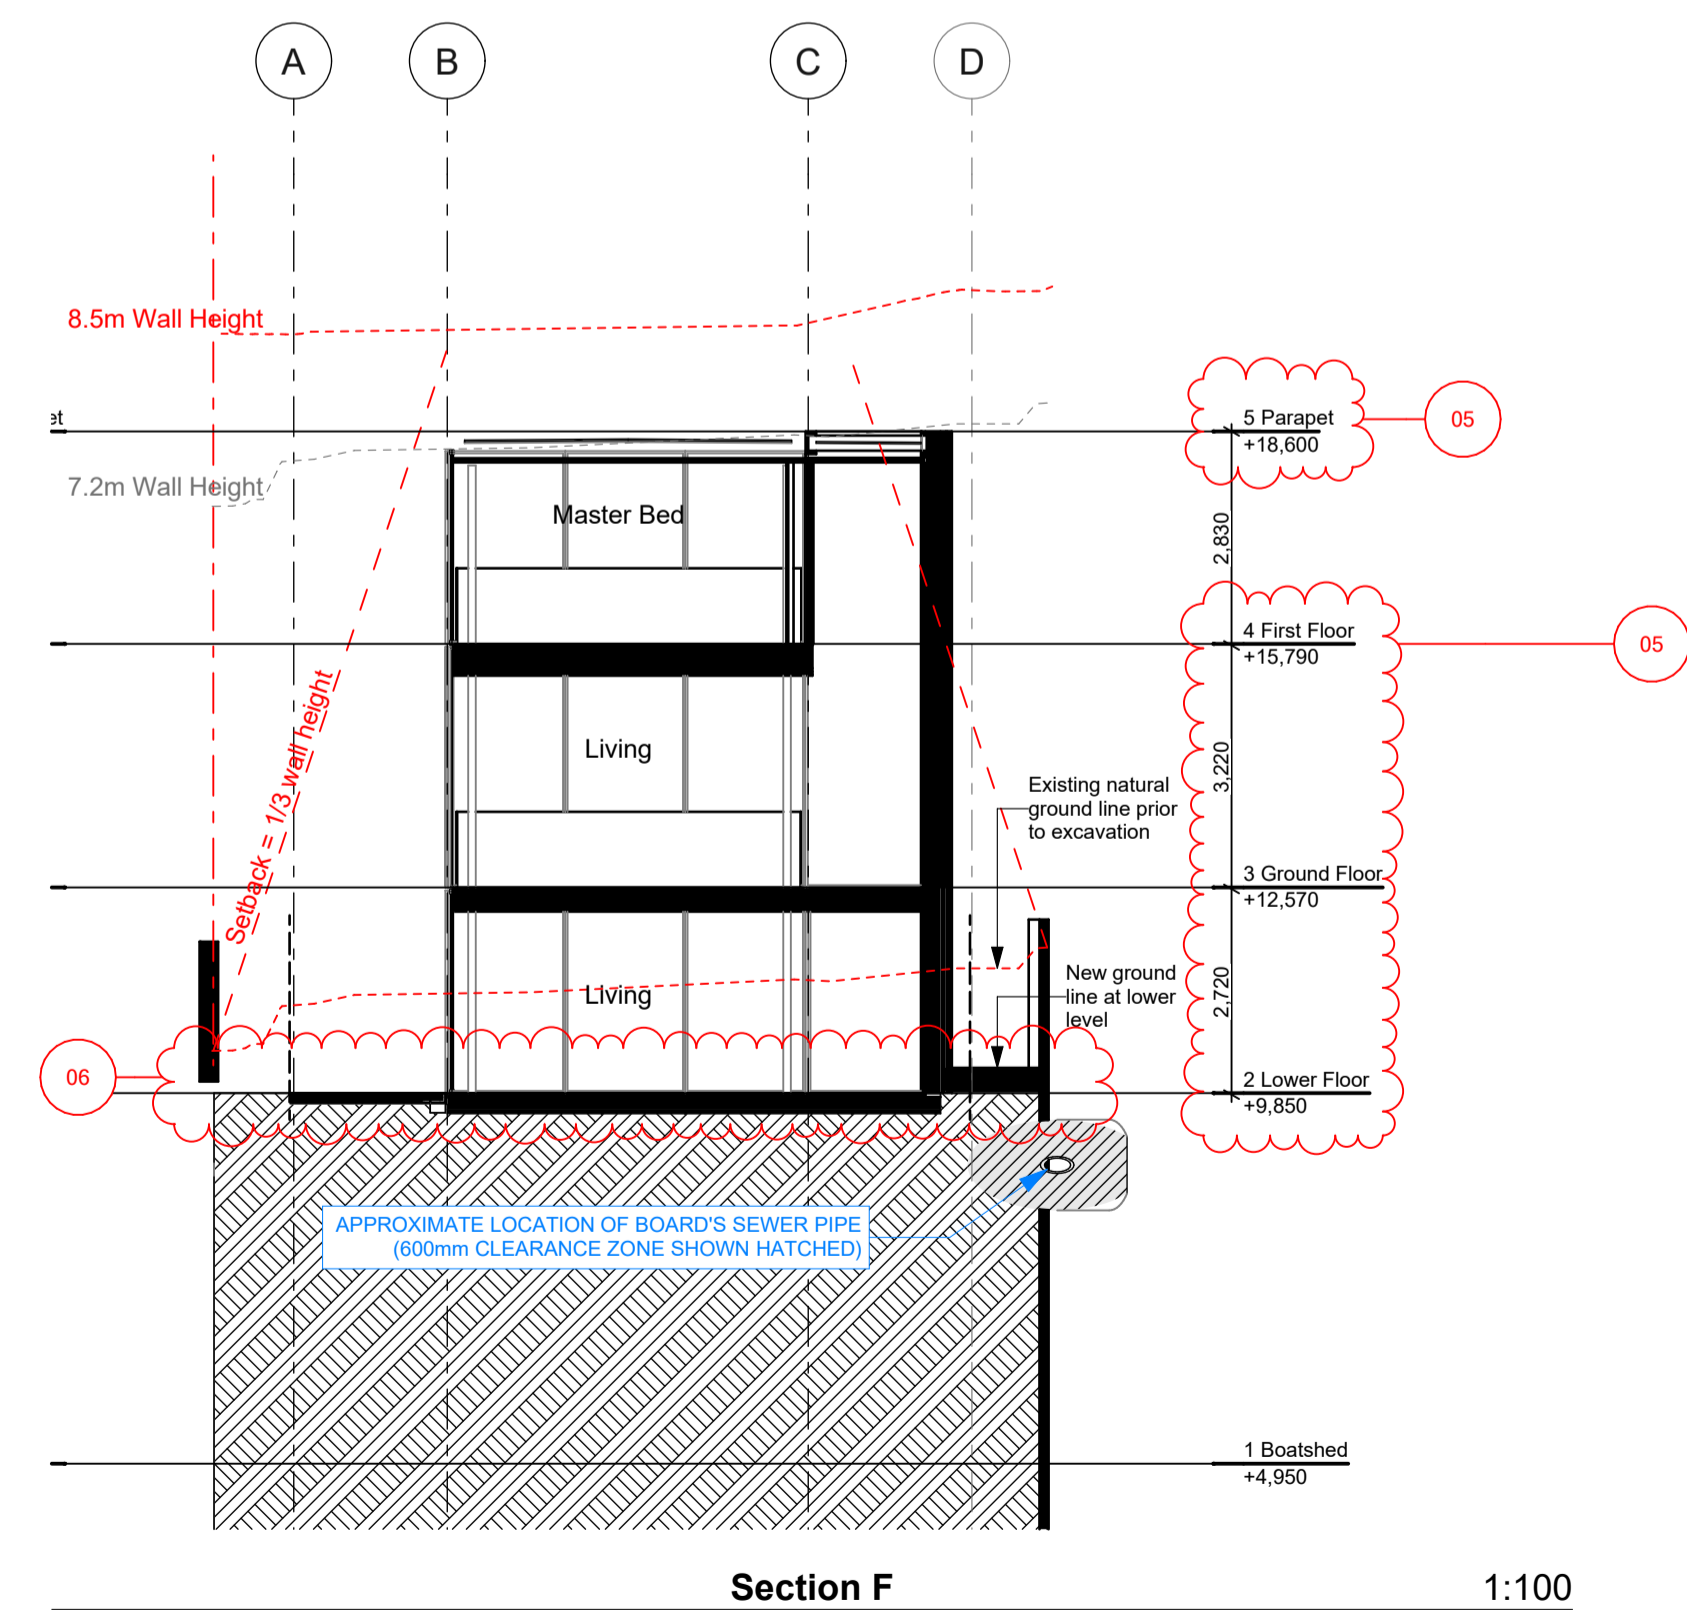 A
B
C
D
8.5m Wall Height
et
5 Parapet
+18,600
05
7.2m Wall Height
Master Bed
2,830
4 First Floor
+15,790
05
Setback = 1/3 wall height
Living
3,220
Existing natural
ground line prior
to excavation
3 Ground Floor
+12,570
Living
New ground
line at lower
level
2,720
06
2 Lower Floor
+9,850
APPROXIMATE LOCATION OF BOARD'S SEWER PIPE
(600mm CLEARANCE ZONE SHOWN HATCHED)
1 Boatshed
+4,950
Section F
1:100